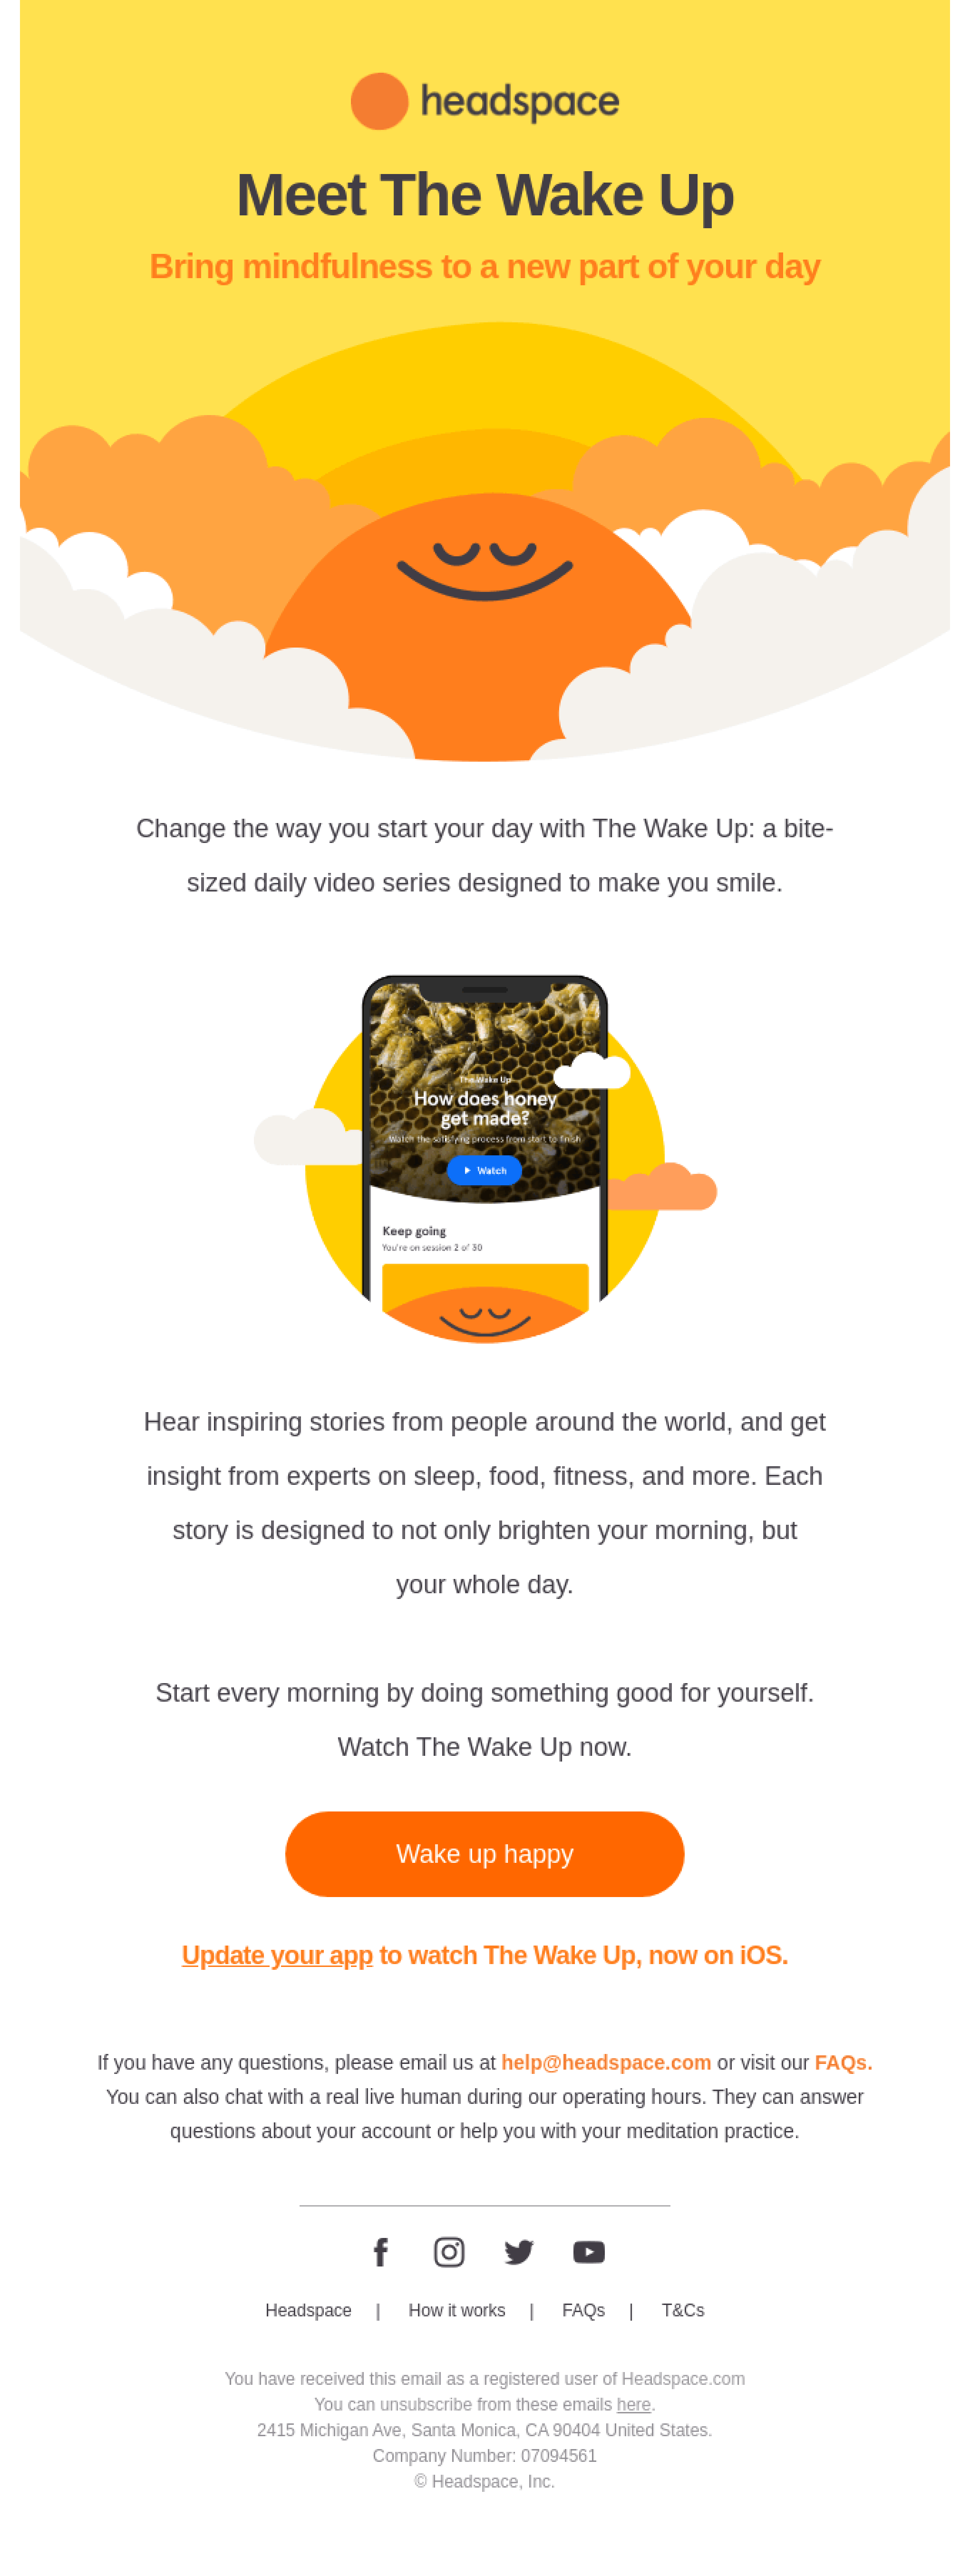 headspace
Meet The Wake Up
Bring mindfulness to a new part of your day
Change the way you start your day with The Wake Up: a bite-
sized daily video series designed to make you smile.
The Wake Up
How does honey
get made?
Watch the satisfying process from start to finish
Watch
Keep going
You're on session 2 of 30
Hear inspiring stories from people around the world, and get
insight from experts on sleep, food, fitness, and more. Each
story is designed to not only brighten your morning, but
your whole day.
Start every morning by doing something good for yourself.
Watch The Wake Up now.
Wake up happy
Update your app to watch The Wake Up, now on iOS.
If you have any questions, please email us at help@headspace.com or visit our FAQs.
You can also chat with a real live human during our operating hours. They can answer
questions about your account or help you with your meditation practice.
Headspace | How it works | FAQs | T&Cs
You have received this email as a registered user of Headspace.com
You can unsubscribe from these emails here.
2415 Michigan Ave, Santa Monica, CA 90404 United States.
Company Number: 07094561
© Headspace, Inc.